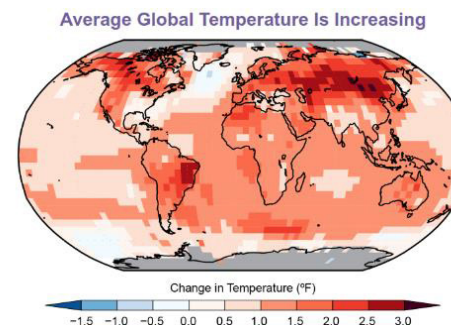 Average Global Temperature Is Increasing
Change in Temperature (ºF)
−1.5 −1.0 −0.5 0.0 0.5 1.0 1.5 2.0 2.5 3.0